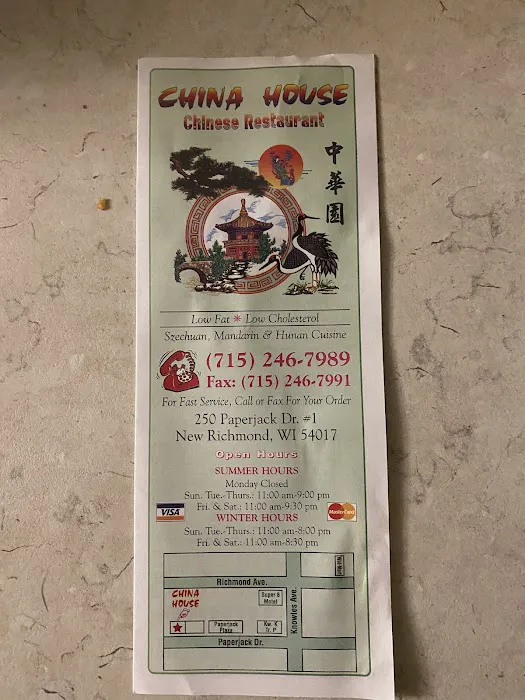 CHINA HOUSE
Chinese Restaurant
中
華
園
Low Fat * Low Cholesterol
Szechuan, Mandarin & Hunan Cuisine
(715) 246-7989
Fax: (715) 246-7991
For Fast Service, Call or Fax For Your Order
250 Paperjack Dr. #1
New Richmond, WI 54017
Open Hours
SUMMER HOURS
Monday Closed
Sun. Tue.-Thurs.: 11:00 am-9:00 pm
Fri. & Sat.: 11:00 am-9:30 pm
VISA
MasterCard
WINTER HOURS
Sun. Tue.-Thurs.: 11:00 am-8:00 pm
Fri. & Sat.: 11:00 am-8:30 pm
Richmond Ave.
CHINA
HOUSE
Super 8
Motel
Knowles Ave.
Paperjack
Plaza
Kw. K
Tr. P
Paperjack Dr.